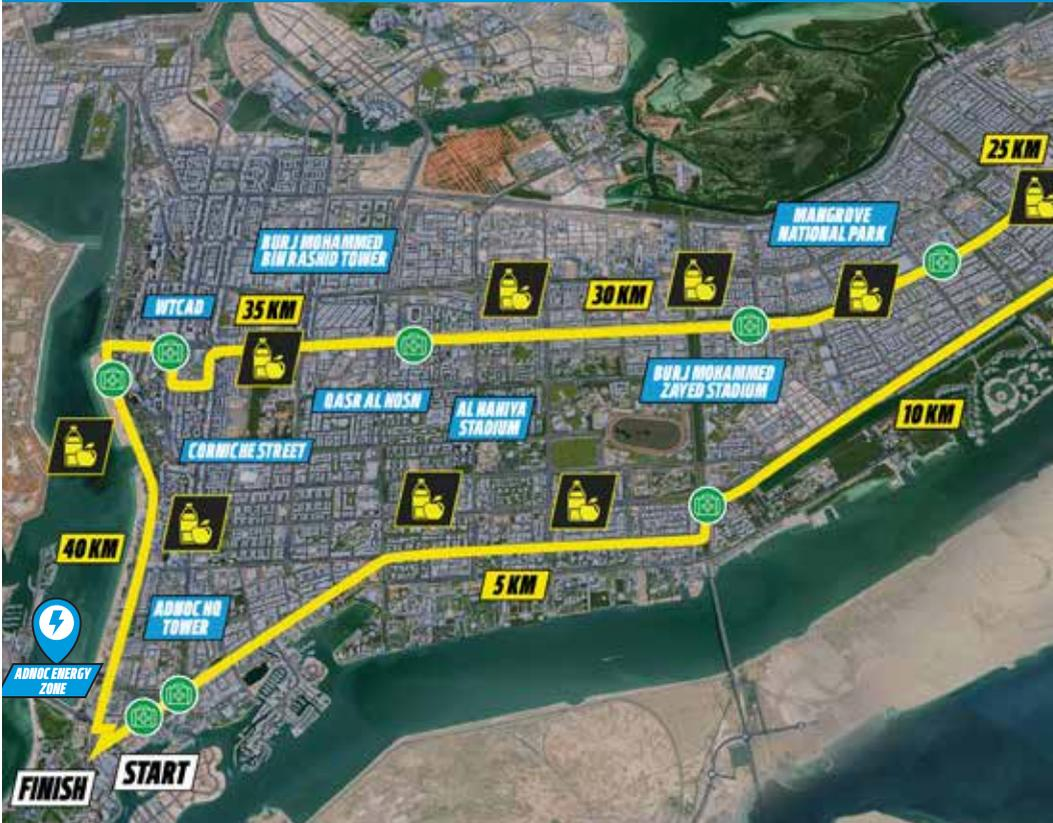 25 KM
MANGROVE
NATIONAL PARK
BURJ MOHAMMED
BIN RASHID TOWER
30 KM
WTCAD
35 KM
BURJ MOHAMMED
ZAYED STADIUM
QASR AL HOSN
AL NAHIYA
STADIUM
10 KM
CORNICHE STREET
40 KM
5 KM
ADNOC HQ
TOWER
ADNOC ENERGY
ZONE
START
FINISH